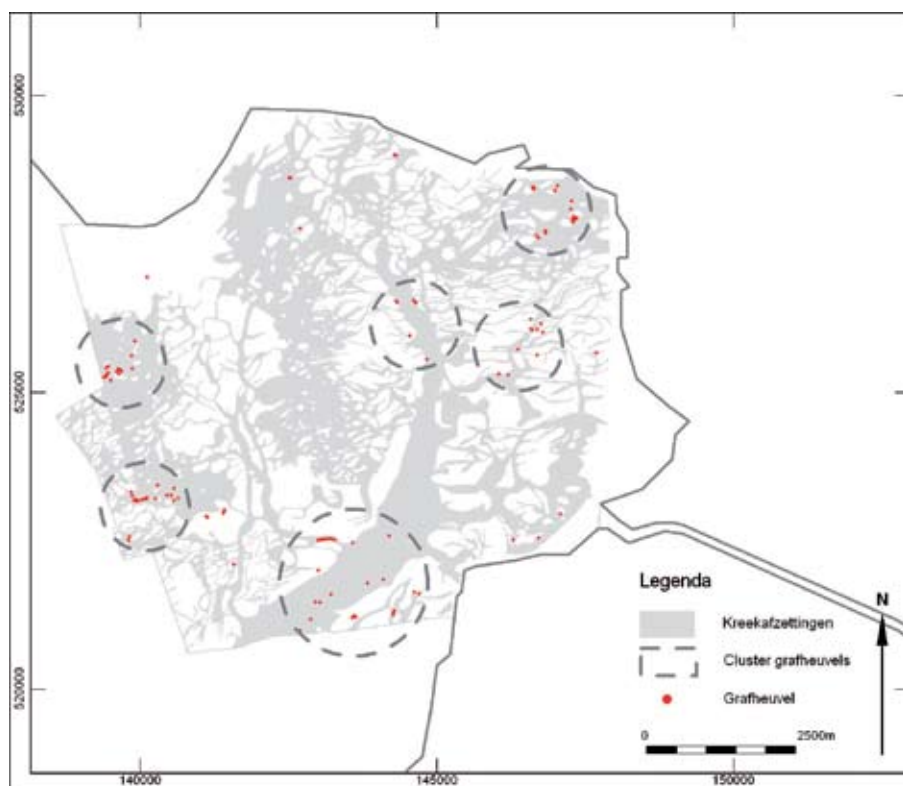 530000
525000
520000
140000
145000
150000
Legenda
Kreekafzettingen
Cluster grafheuvels
Grafheuvel
0 2500m
N